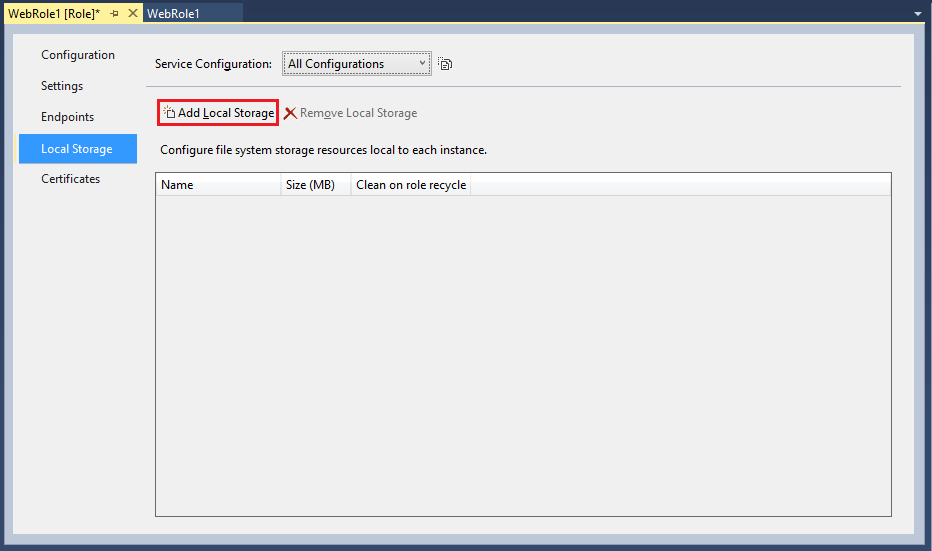 WebRole1 [Role]* WebRole1
Configuration
Settings
Endpoints
Local Storage
Certificates
Service Configuration: All Configurations
Add Local Storage Remove Local Storage
Configure file system storage resources local to each instance.
Name Size (MB) Clean on role recycle